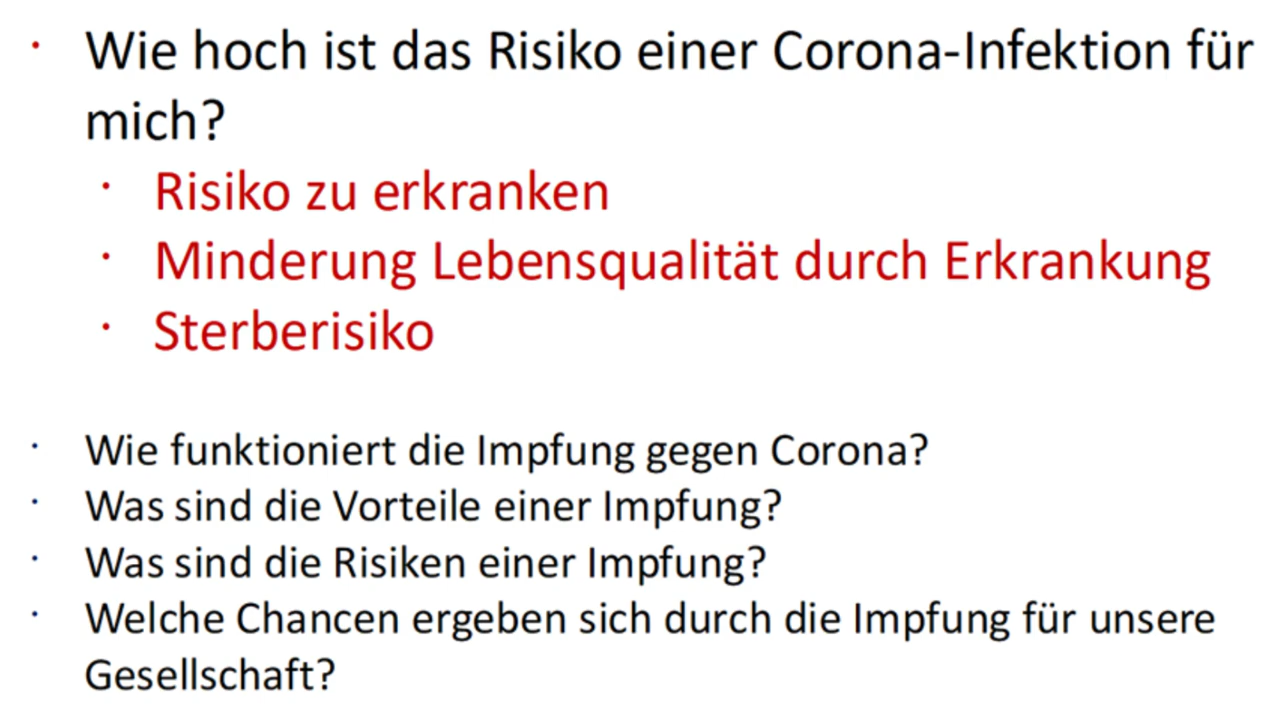 · Wie hoch ist das Risiko einer Corona-Infektion für
mich?
· Risiko zu erkranken
· Minderung Lebensqualität durch Erkrankung
· Sterberisiko
· Wie funktioniert die Impfung gegen Corona?
· Was sind die Vorteile einer Impfung?
· Was sind die Risiken einer Impfung?
· Welche Chancen ergeben sich durch die Impfung für unsere
Gesellschaft?